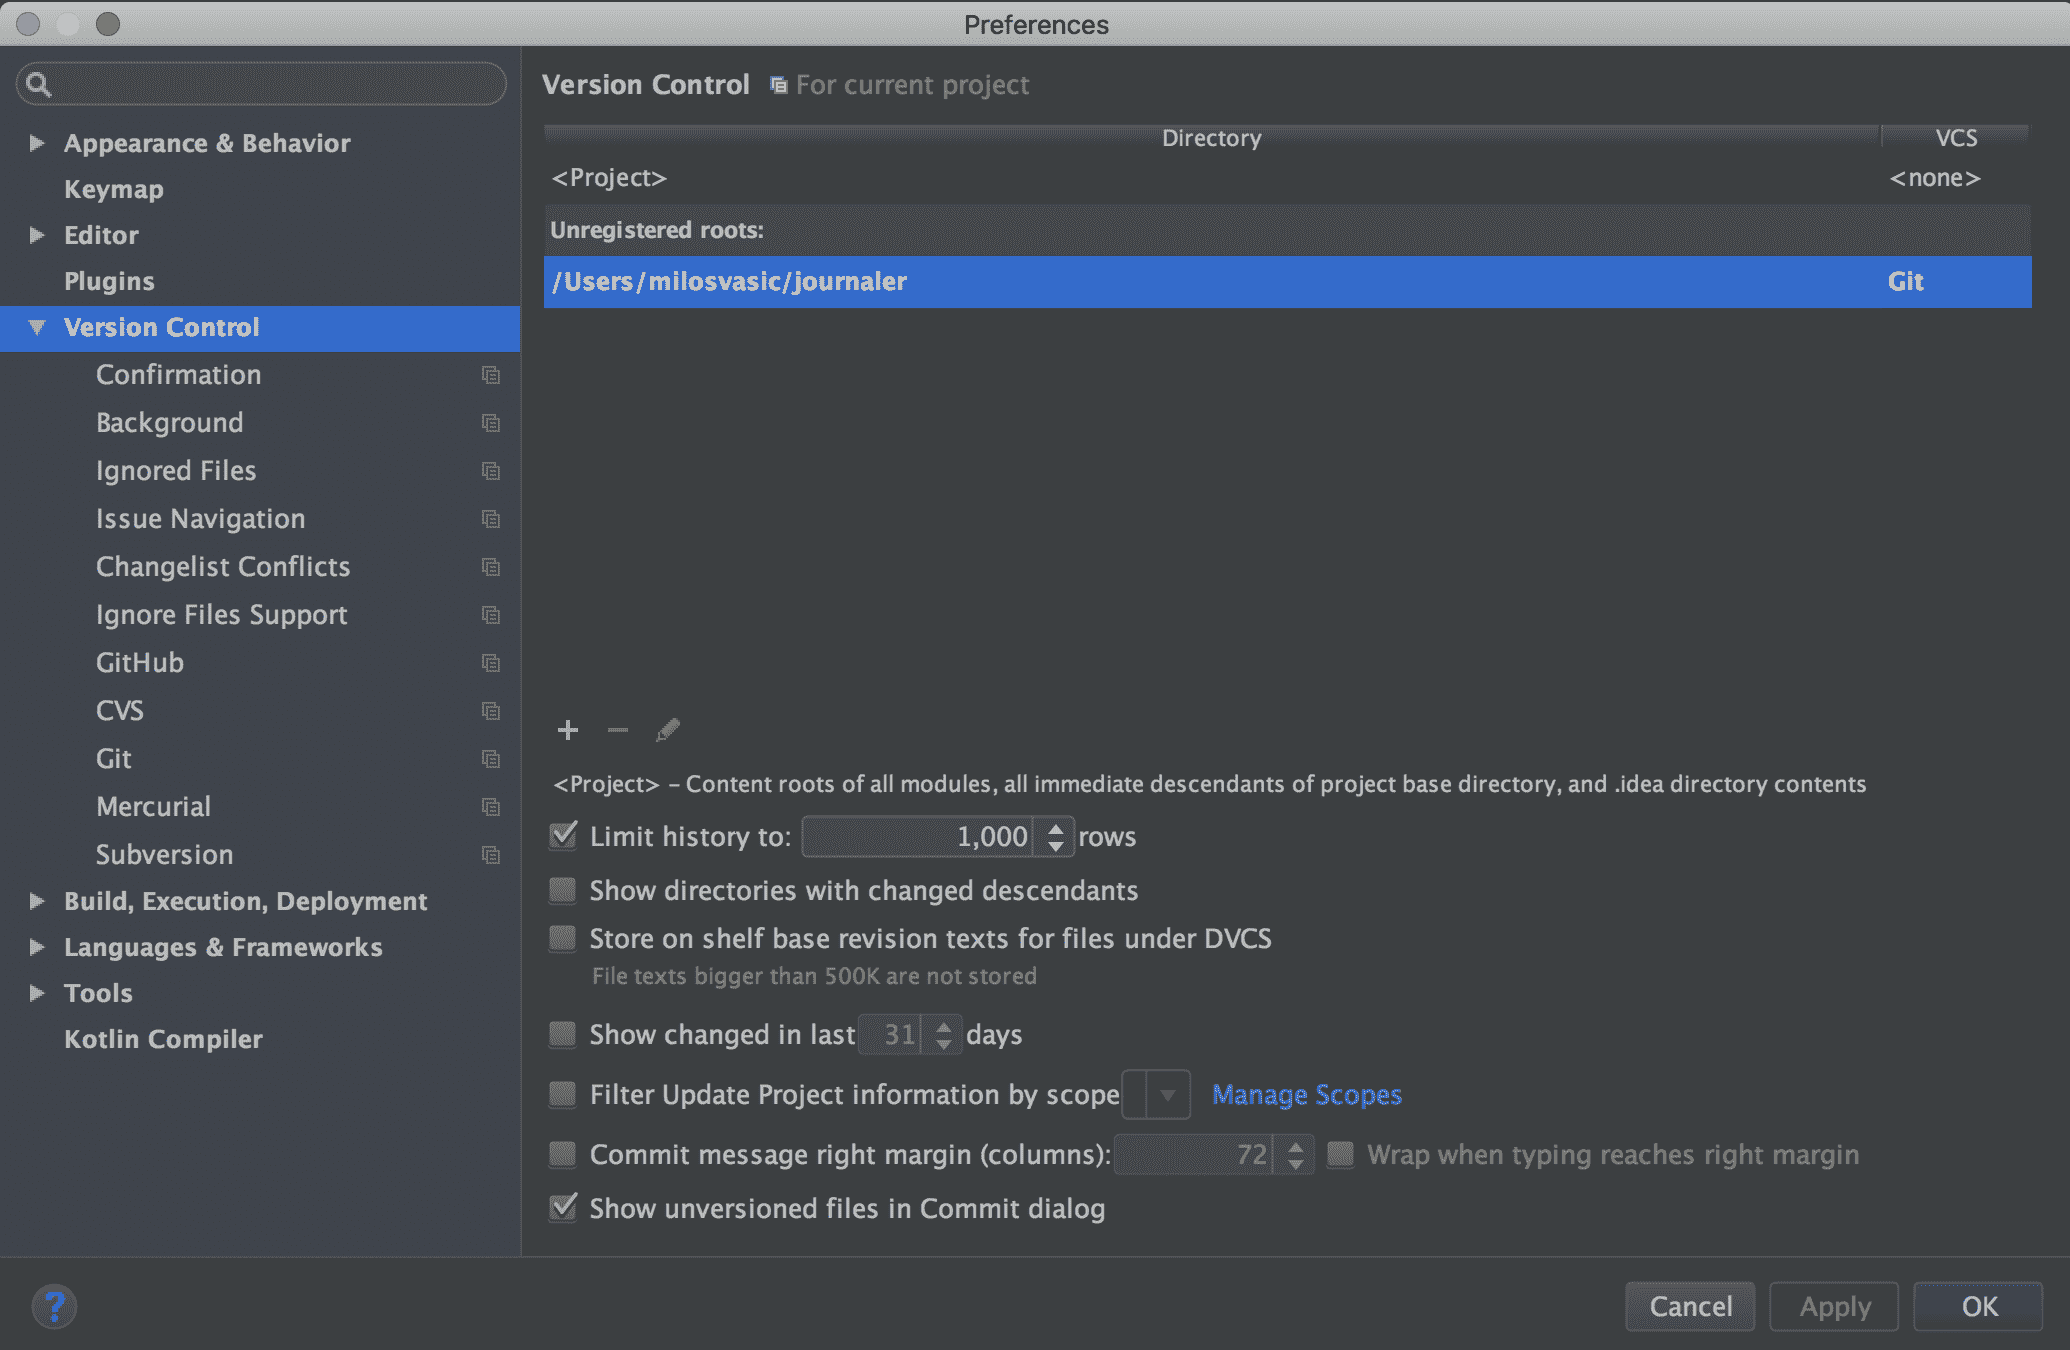 Preferences
Appearance & Behavior
Keymap
Editor
Plugins
Version Control
Confirmation
Background
Ignored Files
Issue Navigation
Changelist Conflicts
Ignore Files Support
GitHub
CVS
Git
Mercurial
Subversion
Build, Execution, Deployment
Languages & Frameworks
Tools
Kotlin Compiler
Version Control For current project
Directory VCS
<Project> <none>
Unregistered roots:
/Users/milosvasic/journaler Git
<Project> – Content roots of all modules, all immediate descendants of project base directory, and .idea directory contents
Limit history to: 1,000 rows
Show directories with changed descendants
Store on shelf base revision texts for files under DVCS
File texts bigger than 500K are not stored
Show changed in last 31 days
Filter Update Project information by scope Manage Scopes
Commit message right margin (columns): 72 Wrap when typing reaches right margin
Show unversioned files in Commit dialog
? Cancel Apply OK